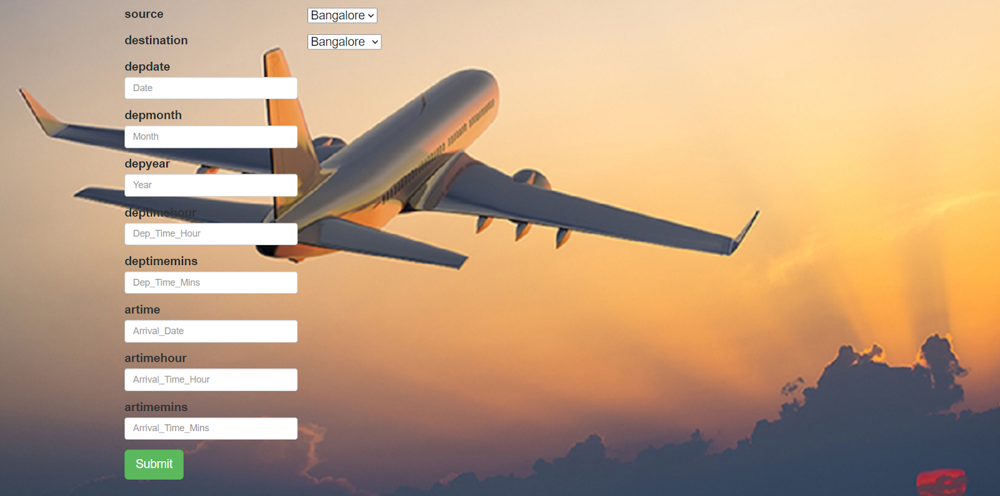 source Bangalore
destination Bangalore
depdate
Date
depmonth
Month
depyear
Year
deptimehour
Dep_Time_Hour
deptimemins
Dep_Time_Mins
artime
Arrival_Date
artimehour
Arrival_Time_Hour
artimemins
Arrival_Time_Mins
Submit